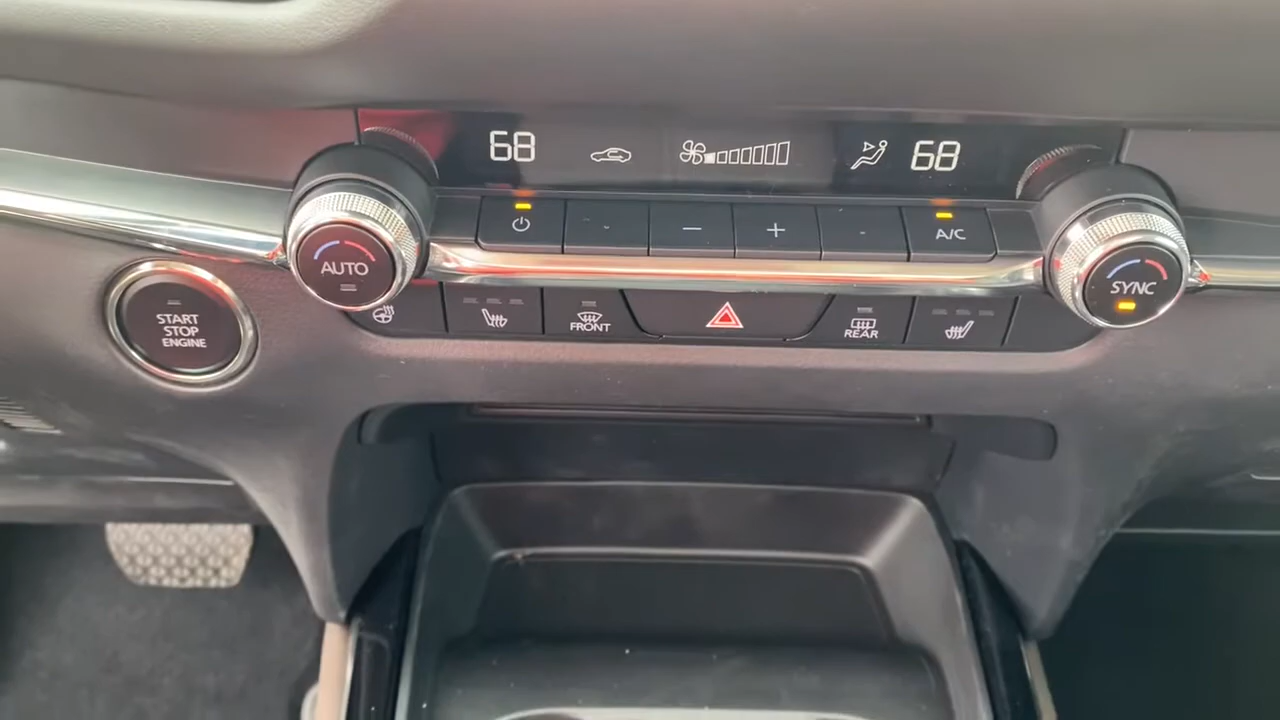 68
68
− +
A/C
AUTO
SYNC
START
STOP
ENGINE
FRONT
REAR